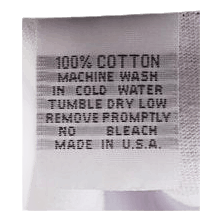 100% COTTON
MACHINE WASH
IN COLD WATER
TUMBLE DRY LOW
REMOVE PROMPTLY
NO BLEACH
MADE IN U.S.A.